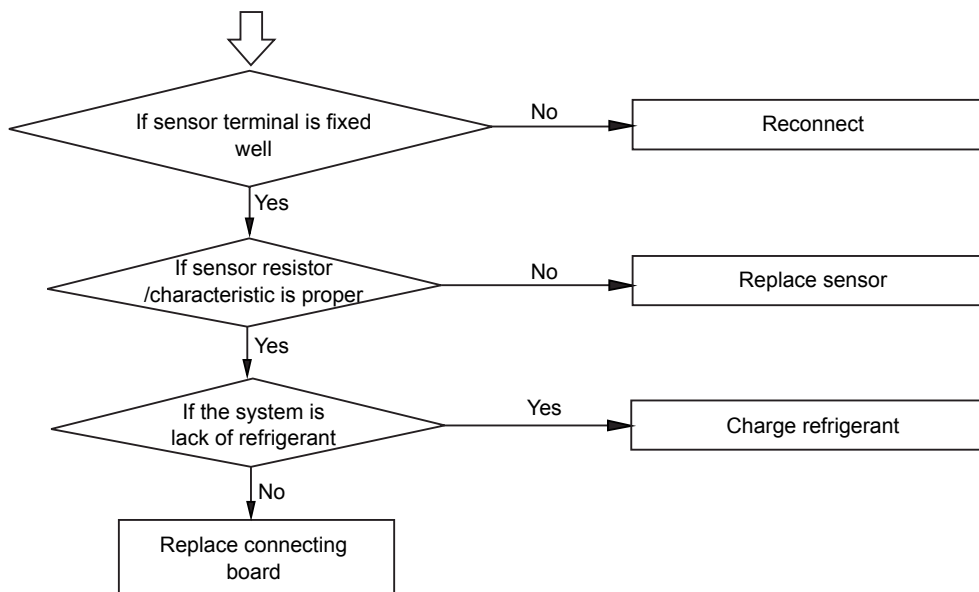 If sensor terminal is fixed
well
No
Reconnect
Yes
If sensor resistor
/characteristic is proper
No
Replace sensor
Yes
If the system is
lack of refrigerant
Yes
Charge refrigerant
No
Replace connecting
board